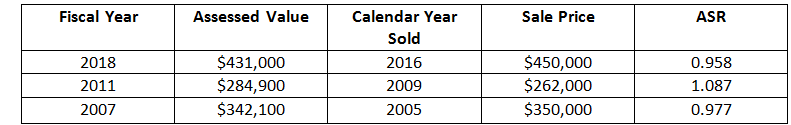 Fiscal Year Assessed Value Calendar Year Sold Sale Price ASR
2018 $431,000 2016 $450,000 0.958
2011 $284,900 2009 $262,000 1.087
2007 $342,100 2005 $350,000 0.977